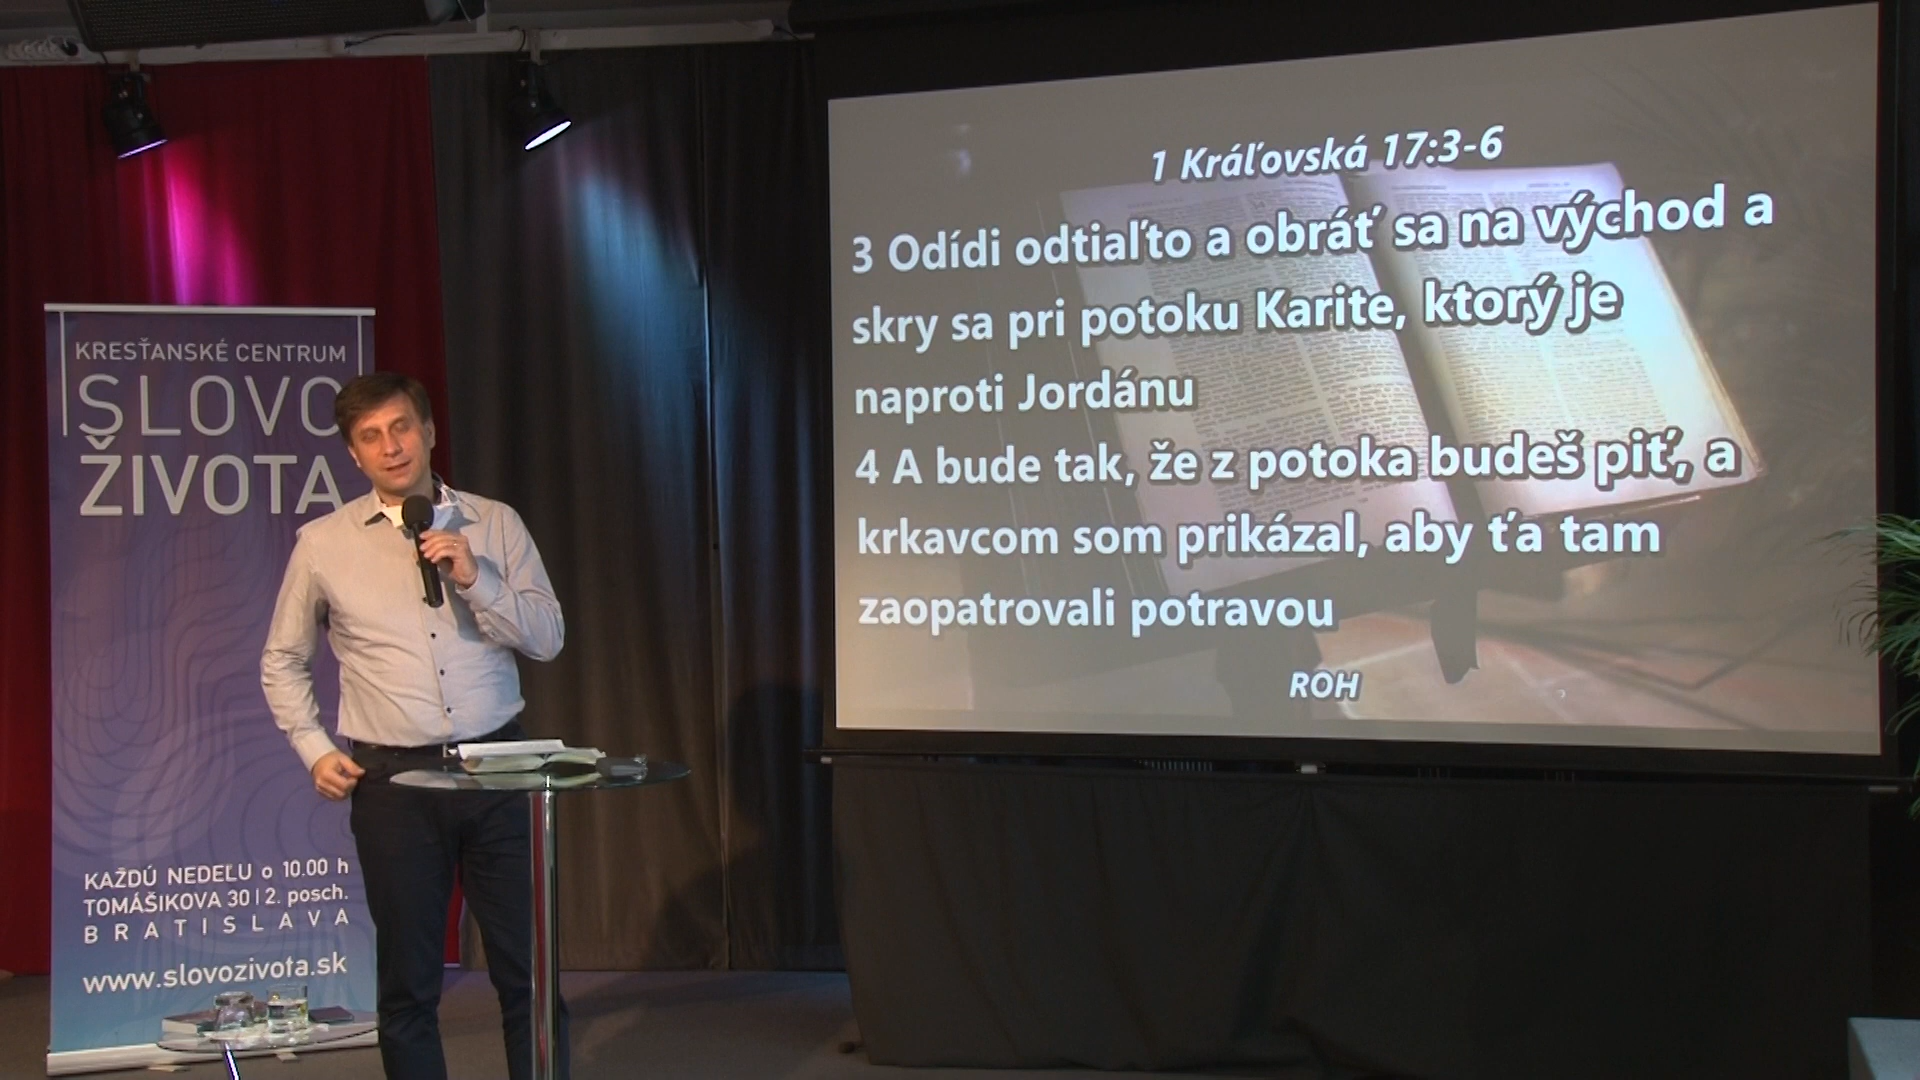 KRESŤANSKÉ CENTRUM
SLOVO
ŽIVOTA
KAŽDÚ NEDEĽU o 10.00 h
TOMÁŠIKOVA 30 | 2. posch.
BRATISLAVA
www.slovozivota.sk
1 Kráľovská 17:3-6
3 Odídi odtiaľto a obráť sa na východ a
skry sa pri potoku Karite, ktorý je
naproti Jordánu
4 A bude tak, že z potoka budeš piť, a
krkavcom som prikázal, aby ťa tam
zaopatrovali potravou
ROH